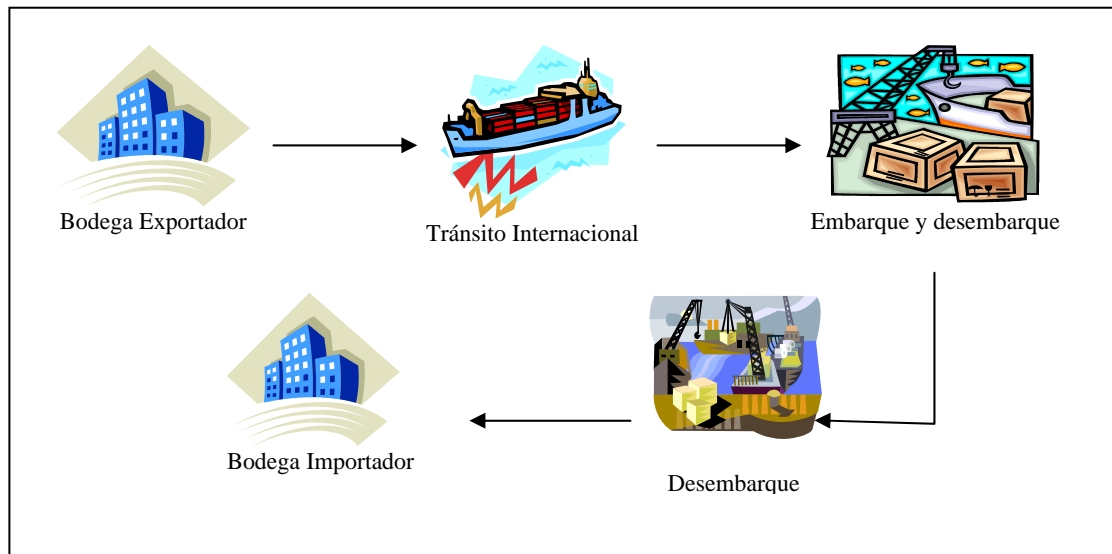 Bodega Exportador
Tránsito Internacional
Embarque y desembarque
Desembarque
Bodega Importador